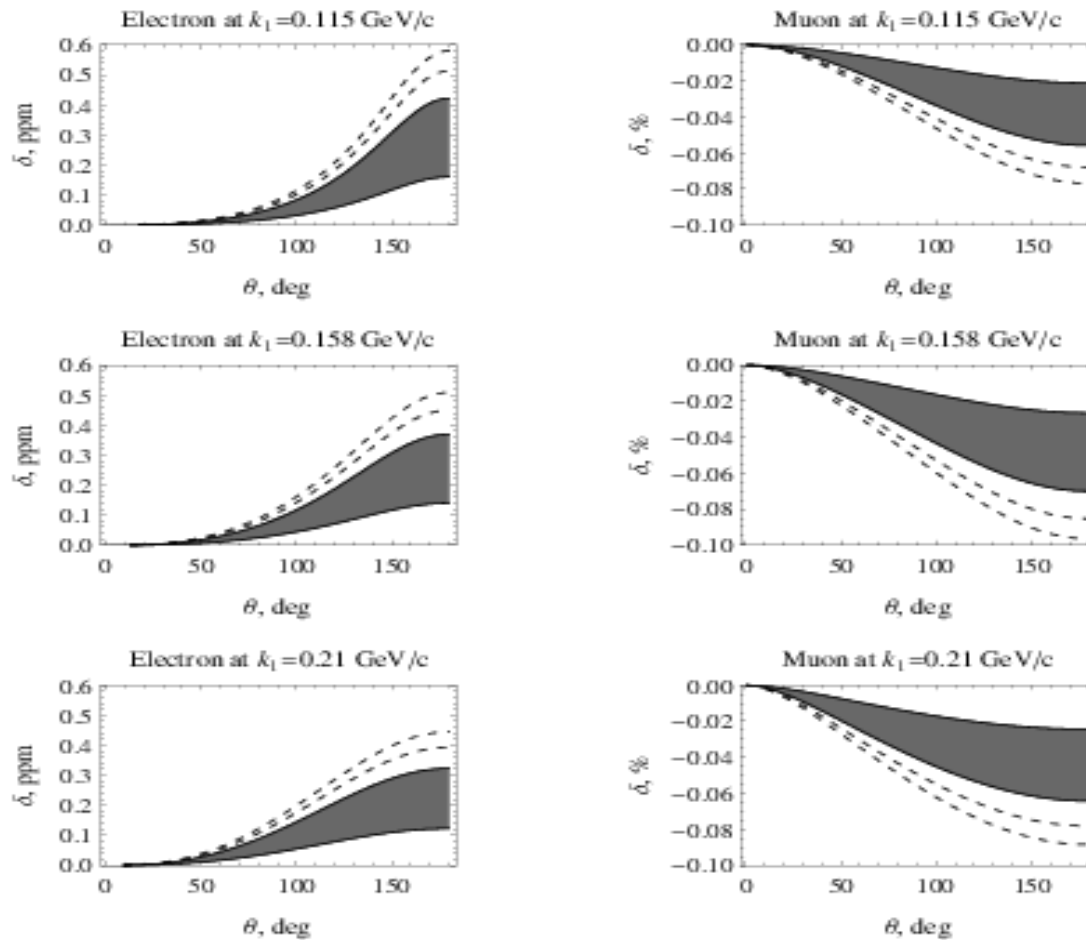 Electron at k₁=0.115 GeV/c
0.6
0.5
0.4
0.3
0.2
0.1
0.0
δ, ppm
0 50 100 150
θ, deg
Muon at k₁=0.115 GeV/c
0.00
−0.02
−0.04
−0.06
−0.08
−0.10
δ, %
0 50 100 150
θ, deg
Electron at k₁=0.158 GeV/c
0.6
0.5
0.4
0.3
0.2
0.1
0.0
δ, ppm
0 50 100 150
θ, deg
Muon at k₁=0.158 GeV/c
0.00
−0.02
−0.04
−0.06
−0.08
−0.10
δ, %
0 50 100 150
θ, deg
Electron at k₁=0.21 GeV/c
0.6
0.5
0.4
0.3
0.2
0.1
0.0
δ, ppm
0 50 100 150
θ, deg
Muon at k₁=0.21 GeV/c
0.00
−0.02
−0.04
−0.06
−0.08
−0.10
δ, %
0 50 100 150
θ, deg